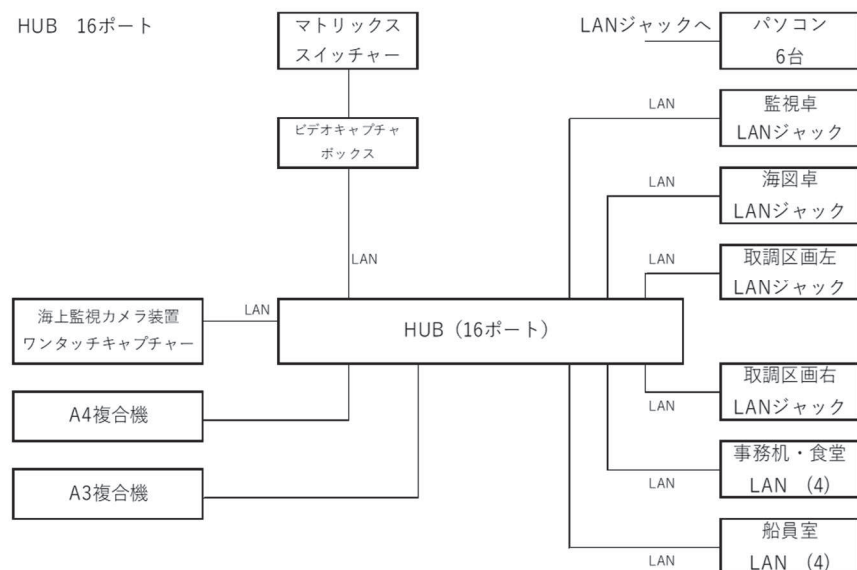 HUB 16ポート
マトリックス
スイッチャー
LANジャックへ
パソコン
6台
ビデオキャプチャ
ボックス
LAN
監視卓
LANジャック
LAN
海図卓
LANジャック
LAN
LAN
取調区画左
LANジャック
海上監視カメラ装置
ワンタッチキャプチャー
LAN
HUB（16ポート）
LAN
取調区画右
LANジャック
A4複合機
LAN
事務机・食堂
LAN (4)
A3複合機
LAN
船員室
LAN (4)